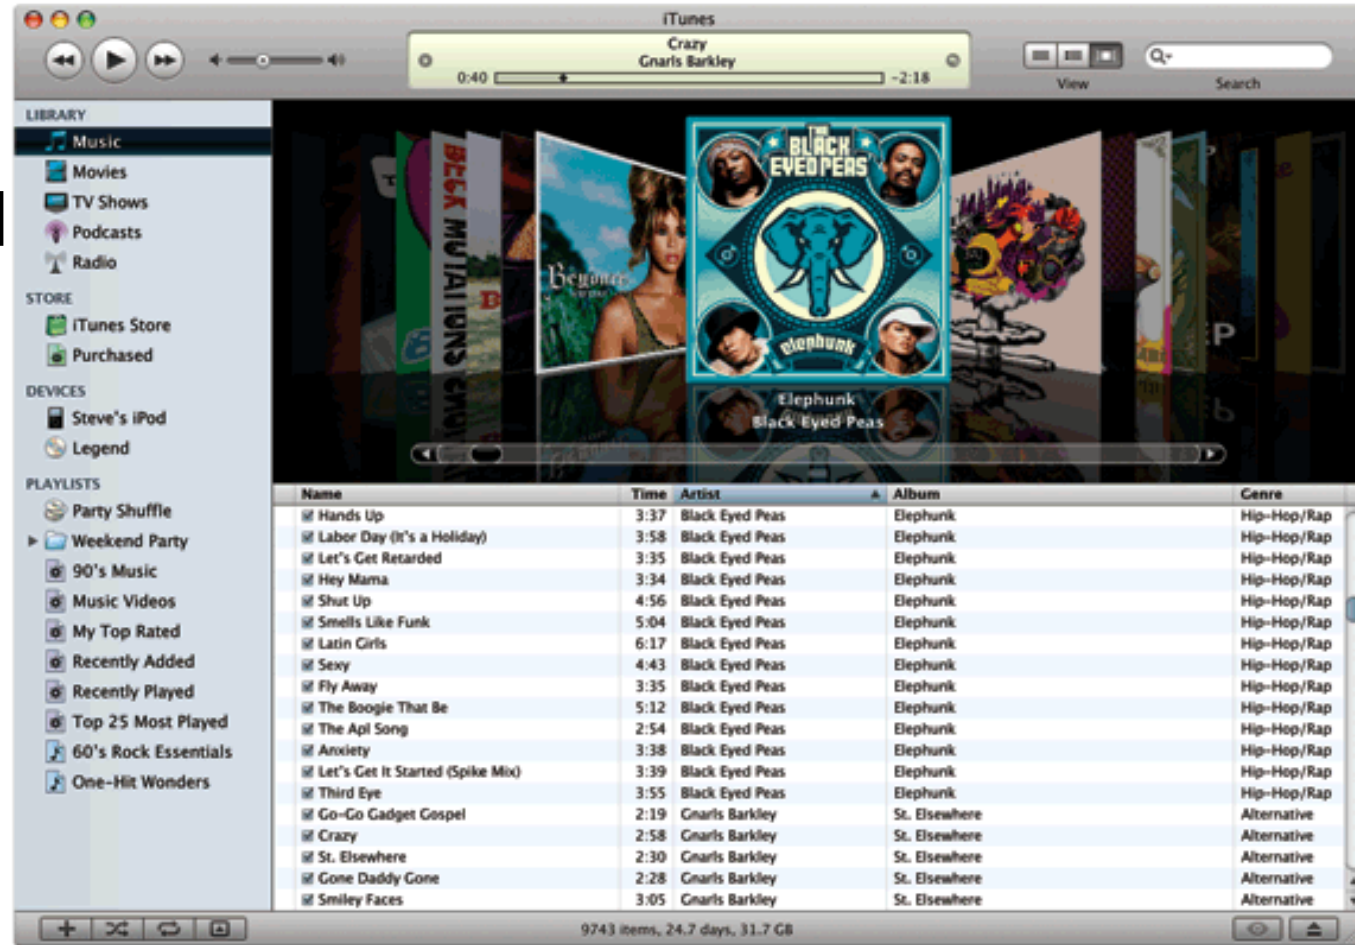 iTunes
Crazy
Gnarls Barkley
0:40 -2:18
View Search
LIBRARY
Music
Movies
TV Shows
Podcasts
Radio
STORE
iTunes Store
Purchased
DEVICES
Steve's iPod
Legend
PLAYLISTS
Party Shuffle
Weekend Party
90's Music
Music Videos
My Top Rated
Recently Added
Recently Played
Top 25 Most Played
60's Rock Essentials
One-Hit Wonders
BECK MUTATIONS
Beyonce
THE
BLACK
EYED PEAS
elephunk
Elephunk
Black Eyed Peas
Name Time Artist Album Genre
Hands Up 3:37 Black Eyed Peas Elephunk Hip-Hop/Rap
Labor Day (It's a Holiday) 3:58 Black Eyed Peas Elephunk Hip-Hop/Rap
Let's Get Retarded 3:35 Black Eyed Peas Elephunk Hip-Hop/Rap
Hey Mama 3:34 Black Eyed Peas Elephunk Hip-Hop/Rap
Shut Up 4:56 Black Eyed Peas Elephunk Hip-Hop/Rap
Smells Like Funk 5:04 Black Eyed Peas Elephunk Hip-Hop/Rap
Latin Girls 6:17 Black Eyed Peas Elephunk Hip-Hop/Rap
Sexy 4:43 Black Eyed Peas Elephunk Hip-Hop/Rap
Fly Away 3:35 Black Eyed Peas Elephunk Hip-Hop/Rap
The Boogie That Be 5:12 Black Eyed Peas Elephunk Hip-Hop/Rap
The Apl Song 2:54 Black Eyed Peas Elephunk Hip-Hop/Rap
Anxiety 3:38 Black Eyed Peas Elephunk Hip-Hop/Rap
Let's Get It Started (Spike Mix) 3:39 Black Eyed Peas Elephunk Hip-Hop/Rap
Third Eye 3:55 Black Eyed Peas Elephunk Hip-Hop/Rap
Go-Go Gadget Gospel 2:19 Gnarls Barkley St. Elsewhere Alternative
Crazy 2:58 Gnarls Barkley St. Elsewhere Alternative
St. Elsewhere 2:30 Gnarls Barkley St. Elsewhere Alternative
Gone Daddy Gone 2:28 Gnarls Barkley St. Elsewhere Alternative
Smiley Faces 3:05 Gnarls Barkley St. Elsewhere Alternative
9743 items, 24.7 days, 31.7 GB